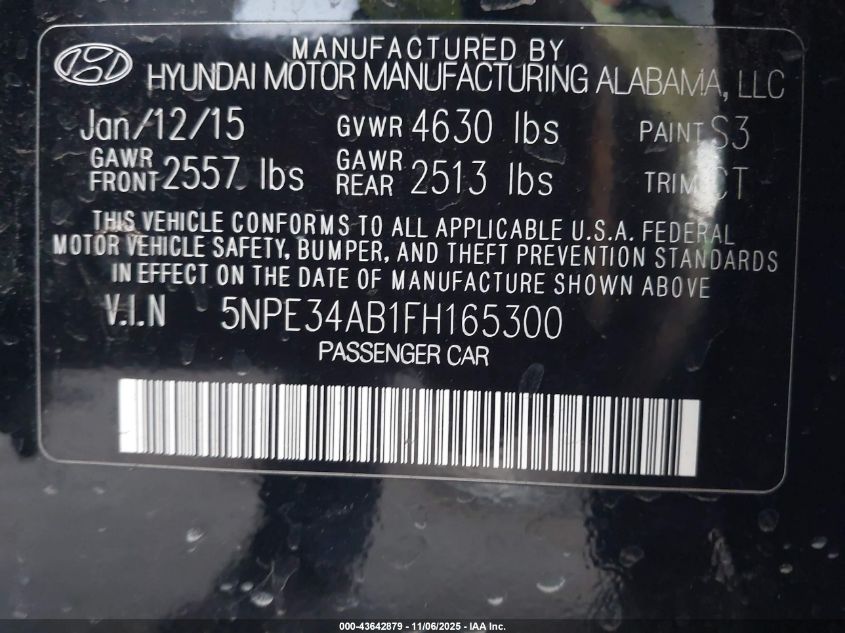 MANUFACTURED BY
HYUNDAI MOTOR MANUFACTURING ALABAMA, LLC
Jan/12/15 GVWR 4630 lbs PAINT S3
GAWR FRONT 2557 lbs GAWR REAR 2513 lbs TRIM CT
THIS VEHICLE CONFORMS TO ALL APPLICABLE U.S.A. FEDERAL
MOTOR VEHICLE SAFETY, BUMPER, AND THEFT PREVENTION STANDARDS
IN EFFECT ON THE DATE OF MANUFACTURE SHOWN ABOVE
V.I.N 5NPE34AB1FH165300
PASSENGER CAR
000-43642879 - 11/06/2025 - IAA Inc.